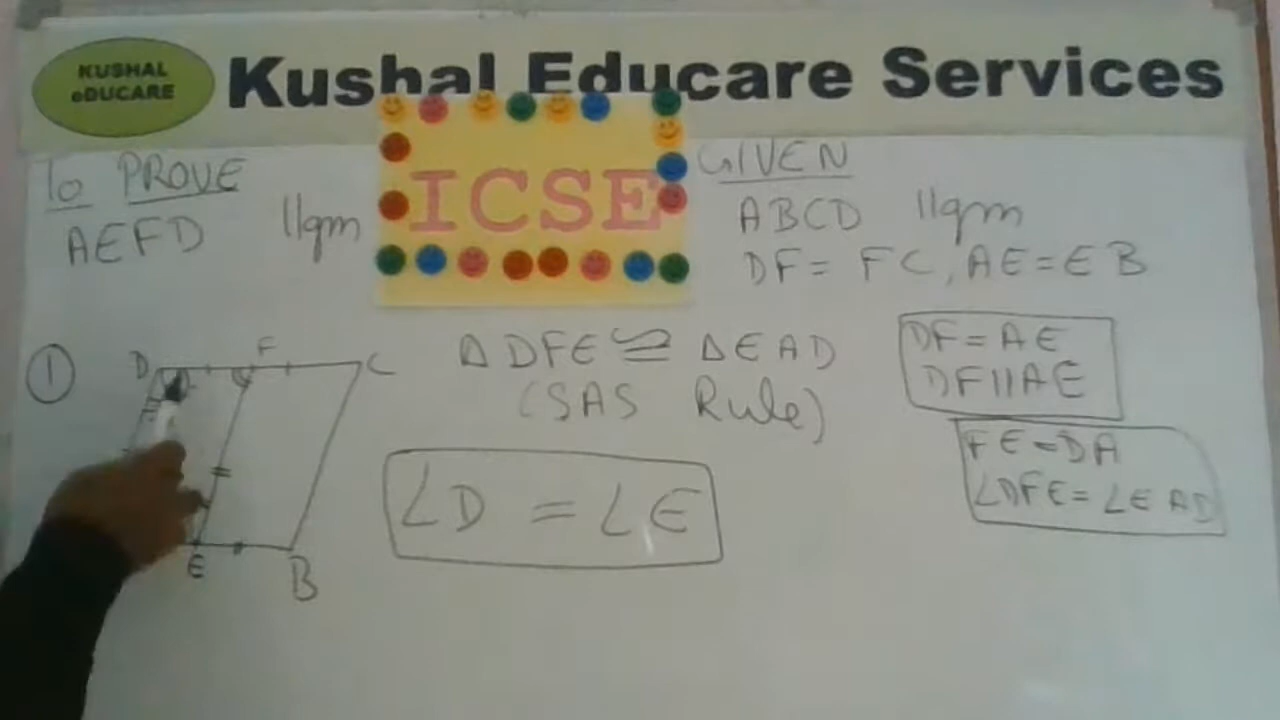 KUSHAL
eDUCARE
Kushal Educare Services
To PROVE
AEFD llgm
ICSE
GIVEN
ABCD llgm
DF = FC, AE = EB
1
D F C
E B
Δ DFE ≅ Δ EAD
(SAS Rule)
∠D = ∠E
DF = AE
DF || AE
FE = DA
∠DFE = ∠EAD